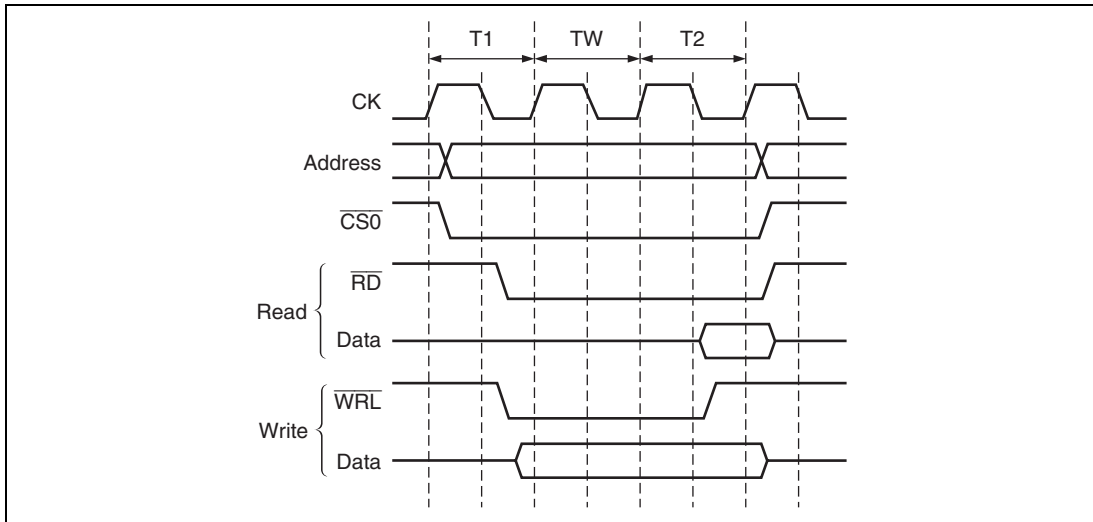 T1 TW T2
CK
Address
CS0
RD
Read
Data
WRL
Write
Data